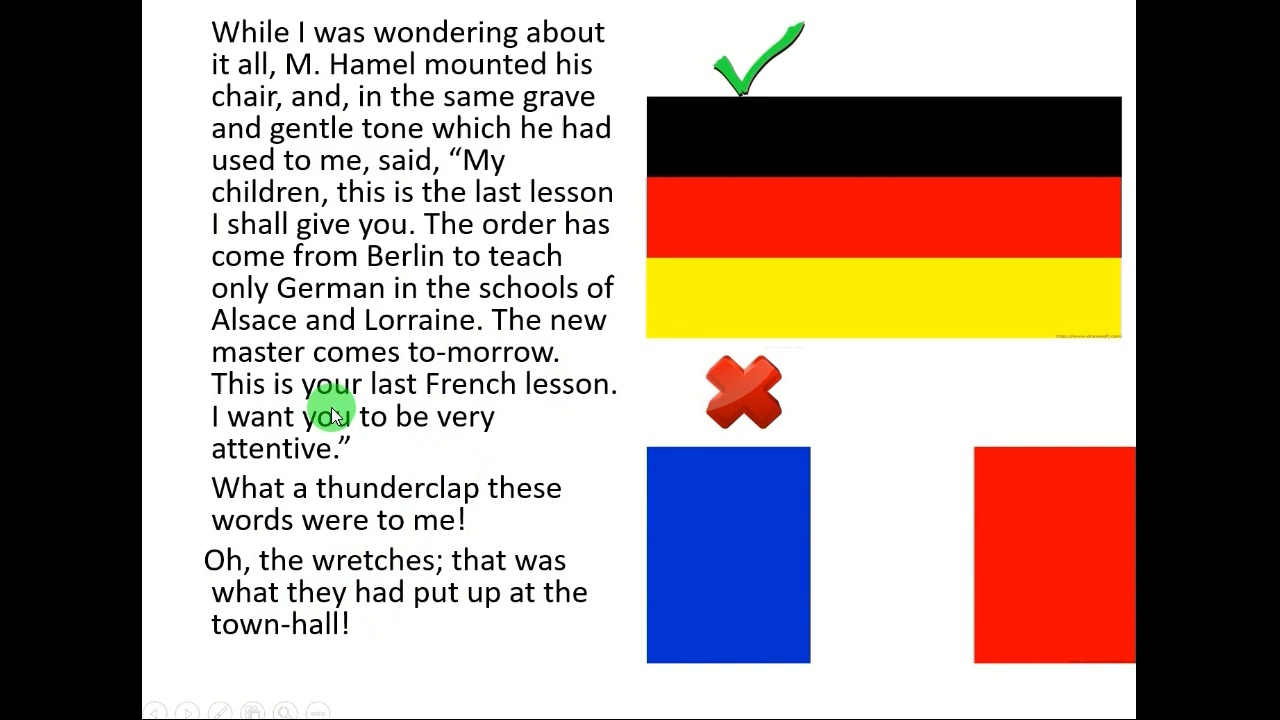 While I was wondering about
it all, M. Hamel mounted his
chair, and, in the same grave
and gentle tone which he had
used to me, said, “My
children, this is the last lesson
I shall give you. The order has
come from Berlin to teach
only German in the schools of
Alsace and Lorraine. The new
master comes to-morrow.
This is your last French lesson.
I want you to be very
attentive.”
What a thunderclap these
words were to me!
Oh, the wretches; that was
what they had put up at the
town-hall!